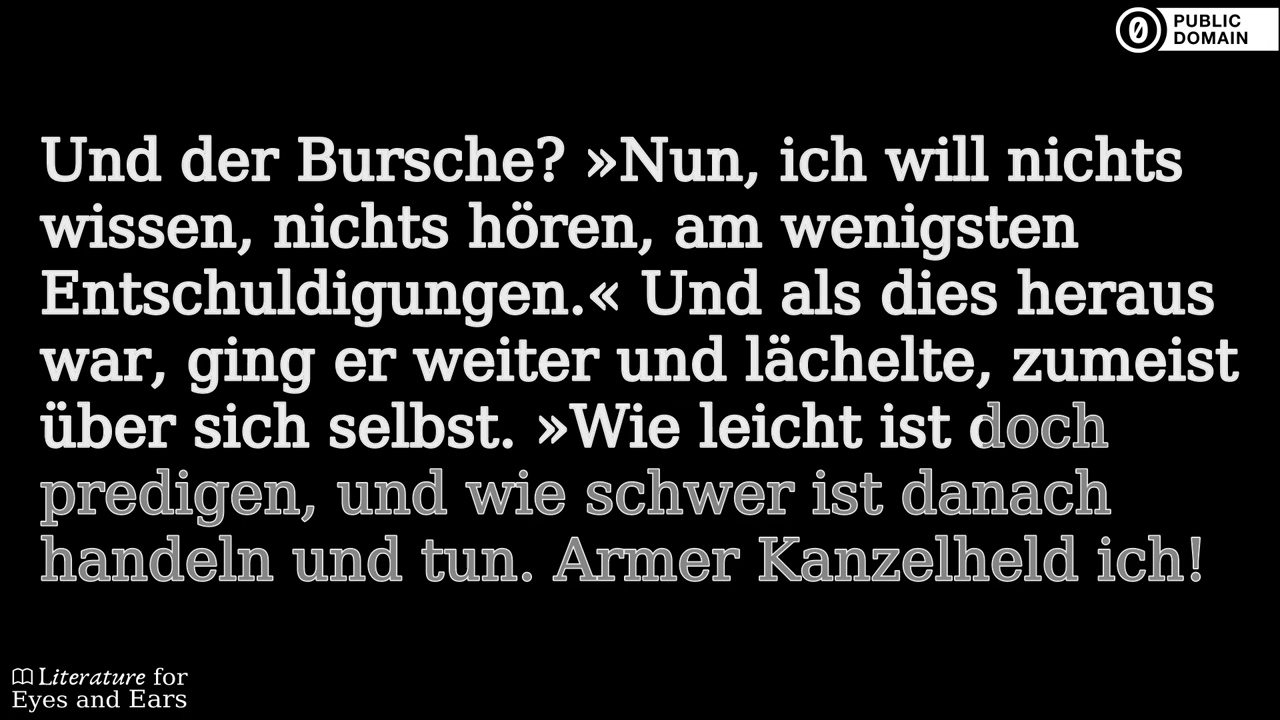 PUBLIC
DOMAIN
Und der Bursche? »Nun, ich will nichts
wissen, nichts hören, am wenigsten
Entschuldigungen.« Und als dies heraus
war, ging er weiter und lächelte, zumeist
über sich selbst. »Wie leicht ist doch
predigen, und wie schwer ist danach
handeln und tun. Armer Kanzelheld ich!
Literature for
Eyes and Ears